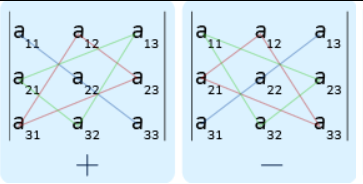 a11 a12 a13 a11 a12 a13
a21 a22 a23 a21 a22 a23
a31 a32 a33 a31 a32 a33
+ −